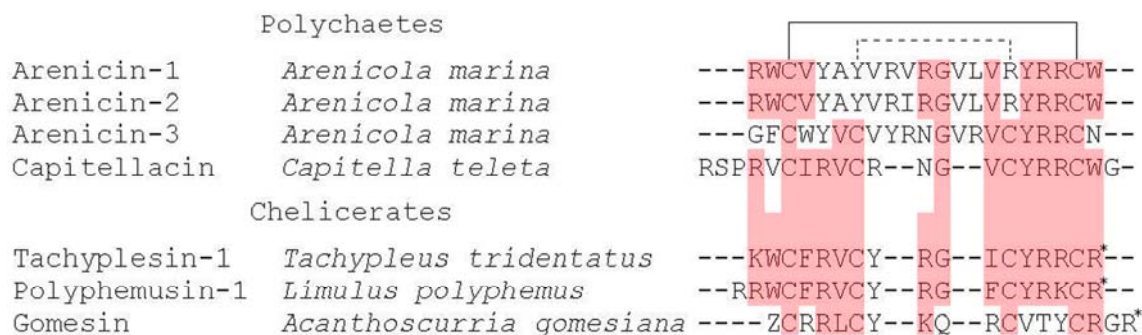 Polychaetes
Arenicin-1 Arenicola marina ---RWCVYAYVRVRGVLVRYRRCW--
Arenicin-2 Arenicola marina ---RWCVYAYVRIRGVLVRYRRCW--
Arenicin-3 Arenicola marina ---GFCWYVCVYRNGVRVCYRRCN--
Capitellacin Capitella teleta RSPRVCIRVCR--NG--VCYRRCWG-
Chelicerates
Tachyplesin-1 Tachypleus tridentatus ---KWCFRVCY--RG--ICYRRCR*-
Polyphemusin-1 Limulus polyphemus --RRWCFRVCY--RG--FCYRKCR*-
Gomesin Acanthoscurria gomesiana ----ZCRRLCY--KQ--RCVTYCRGR*